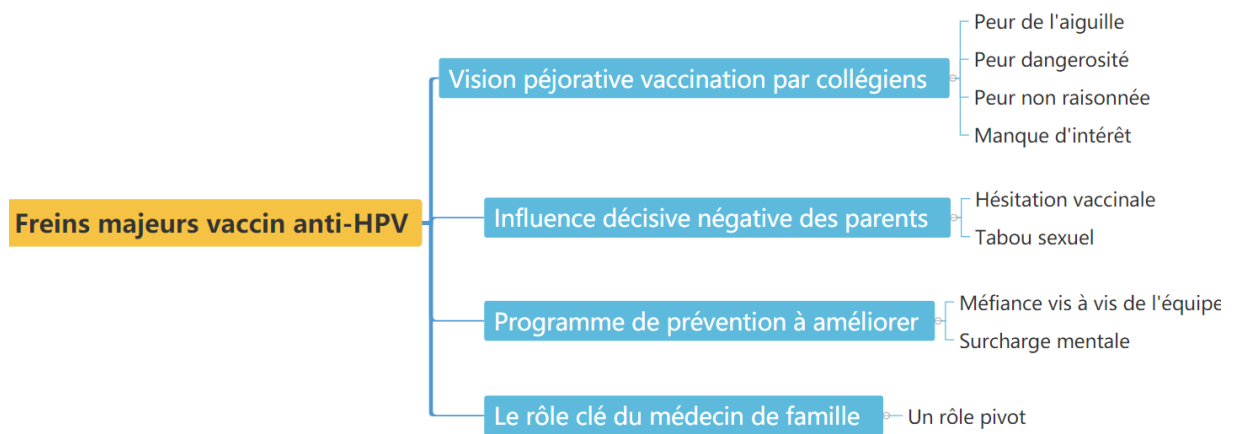 Freins majeurs vaccin anti-HPV
Vision péjorative vaccination par collégiens
Peur de l'aiguille
Peur dangerosité
Peur non raisonnée
Manque d'intérêt
Influence décisive négative des parents
Hésitation vaccinale
Tabou sexuel
Programme de prévention à améliorer
Méfiance vis à vis de l'équipe
Surcharge mentale
Le rôle clé du médecin de famille
Un rôle pivot